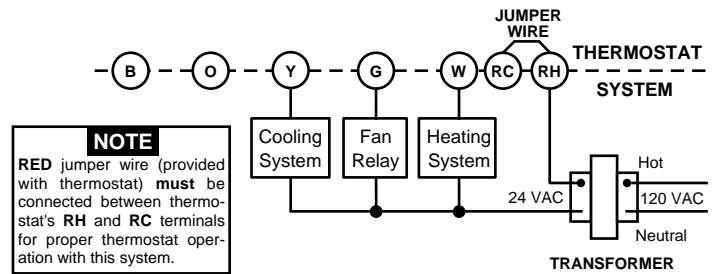 JUMPER
WIRE
THERMOSTAT
B O Y G W RC RH
SYSTEM
Cooling
System
Fan
Relay
Heating
System
NOTE
RED jumper wire (provided
with thermostat) must be
connected between thermo-
stat's RH and RC terminals
for proper thermostat oper-
ation with this system.
Hot
24 VAC
120 VAC
Neutral
TRANSFORMER